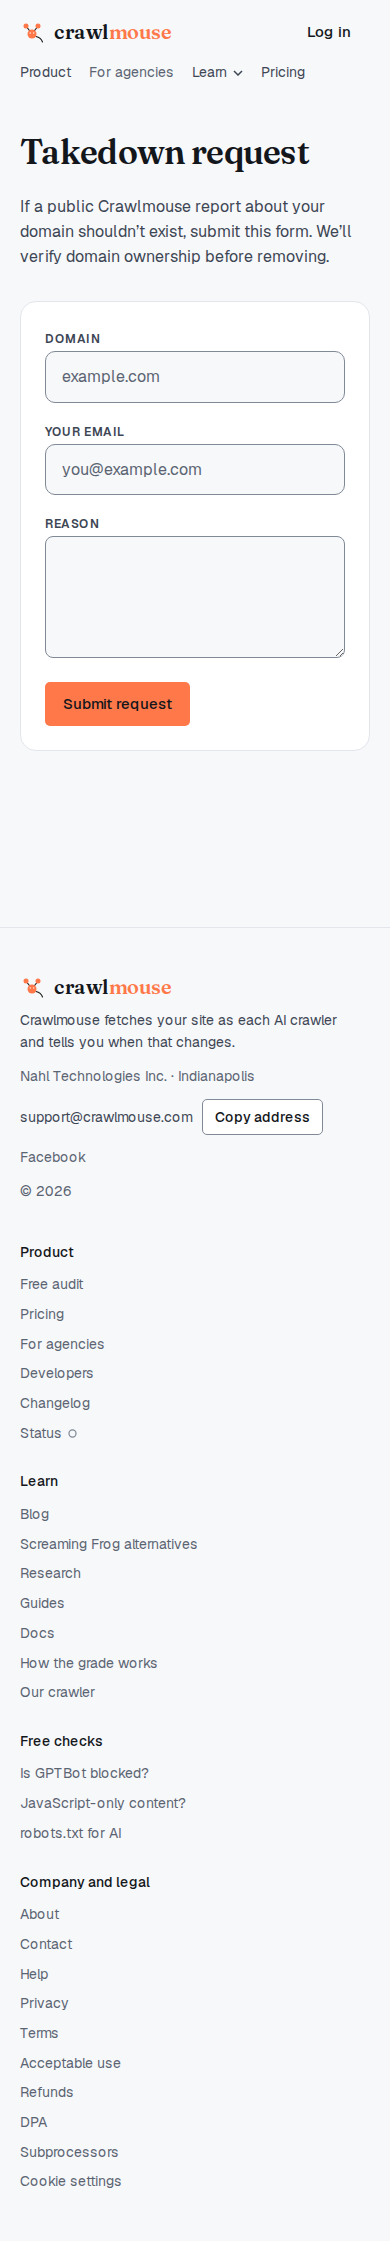 crawlmouse
Log in
Product
For agencies
Learn
Pricing
Takedown request
If a public Crawlmouse report about your
domain shouldn’t exist, submit this form. We’ll
verify domain ownership before removing.
DOMAIN
example.com
YOUR EMAIL
you@example.com
REASON
Submit request
crawlmouse
Crawlmouse fetches your site as each AI crawler
and tells you when that changes.
Nahl Technologies Inc. · Indianapolis
support@crawlmouse.com
Copy address
Facebook
© 2026
Product
Free audit
Pricing
For agencies
Developers
Changelog
Status
Learn
Blog
Screaming Frog alternatives
Research
Guides
Docs
How the grade works
Our crawler
Free checks
Is GPTBot blocked?
JavaScript-only content?
robots.txt for AI
Company and legal
About
Contact
Help
Privacy
Terms
Acceptable use
Refunds
DPA
Subprocessors
Cookie settings